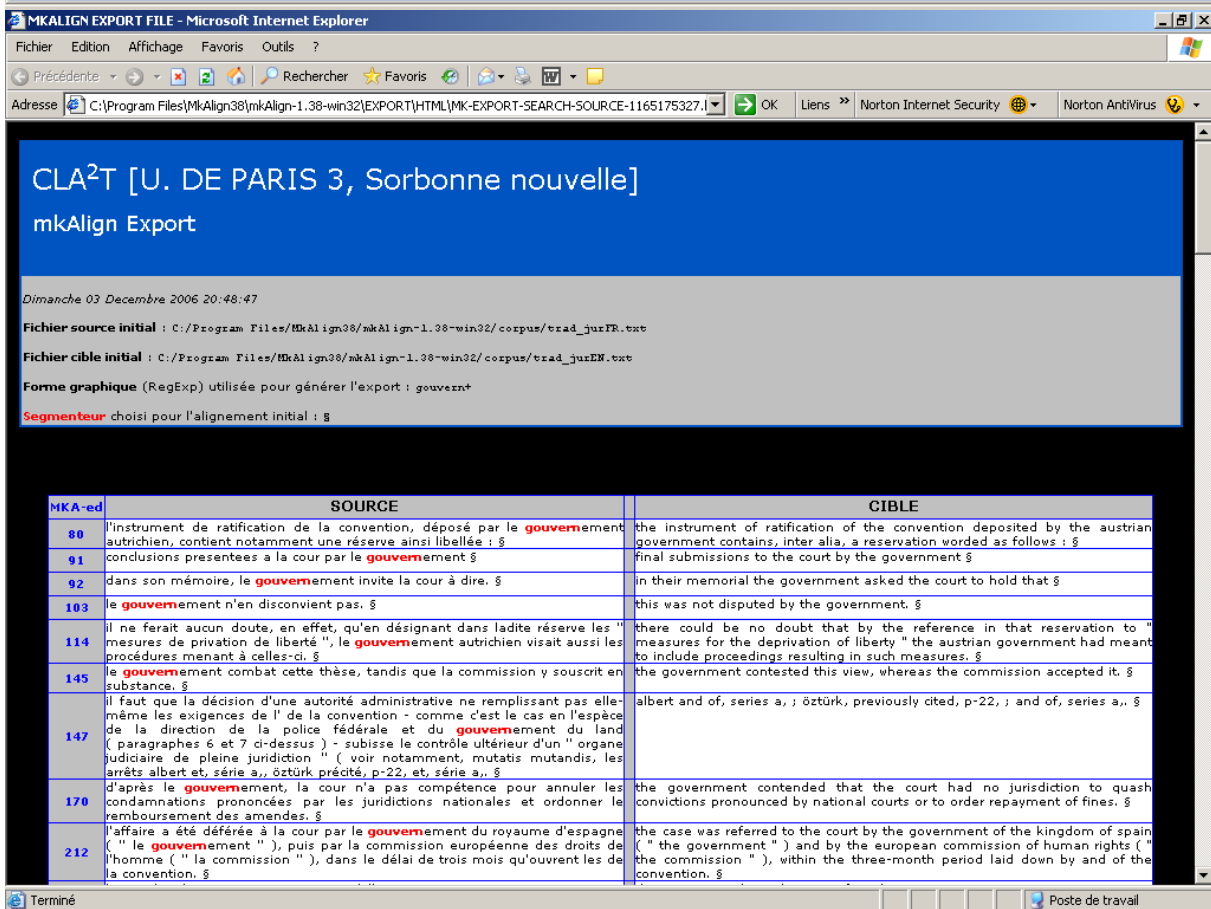 MKALIGN EXPORT FILE - Microsoft Internet Explorer
Fichier Edition Affichage Favoris Outils ?
Précédente Rechercher Favoris
Adresse C:\Program Files\MkAlign38\mkAlign-1.38-win32\EXPORT\HTML\MK-EXPORT-SEARCH-SOURCE-1165175327.l OK Liens » Norton Internet Security Norton AntiVirus
CLA²T [U. DE PARIS 3, Sorbonne nouvelle]
mkAlign Export
Dimanche 03 Decembre 2006 20:48:47
Fichier source initial : C:/Program Files/MkAlign38/mkAlign-1.38-win32/corpus/trad_jurFR.txt
Fichier cible initial : C:/Program Files/MkAlign38/mkAlign-1.38-win32/corpus/trad_jurEN.txt
Forme graphique (RegExp) utilisée pour générer l'export : gouvern+
Segmenteur choisi pour l'alignement initial : §
MKA-ed SOURCE CIBLE
80
l'instrument de ratification de la convention, déposé par le gouvernement
autrichien, contient notamment une réserve ainsi libellée : §
the instrument of ratification of the convention deposited by the austrian
government contains, inter alia, a reservation worded as follows : §
91
conclusions presentees a la cour par le gouvernement §
final submissions to the court by the government §
92
dans son mémoire, le gouvernement invite la cour à dire. §
in their memorial the government asked the court to hold that §
103
le gouvernement n'en disconvient pas. §
this was not disputed by the government. §
114
il ne ferait aucun doute, en effet, qu'en désignant dans ladite réserve les "
mesures de privation de liberté ", le gouvernement autrichien visait aussi les
procédures menant à celles-ci. §
there could be no doubt that by the reference in that reservation to "
measures for the deprivation of liberty " the austrian government had meant
to include proceedings resulting in such measures. §
145
le gouvernement combat cette thèse, tandis que la commission y souscrit en
substance. §
the government contested this view, whereas the commission accepted it. §
147
il faut que la décision d'une autorité administrative ne remplissant pas elle-
même les exigences de l' de la convention - comme c'est le cas en l'espèce
de la direction de la police fédérale et du gouvernement du land
( paragraphes 6 et 7 ci-dessus ) - subisse le contrôle ultérieur d'un " organe
judiciaire de pleine juridiction " ( voir notamment, mutatis mutandis, les
arrêts albert et, série a,, öztürk précité, p-22, et, série a,. §
albert and of, series a, ; öztürk, previously cited, p-22, ; and of, series a,. §
170
d'après le gouvernement, la cour n'a pas compétence pour annuler les
condamnations prononcées par les juridictions nationales et ordonner le
remboursement des amendes. §
the government contended that the court had no jurisdiction to quash
convictions pronounced by national courts or to order repayment of fines. §
212
l'affaire a été déférée à la cour par le gouvernement du royaume d'espagne
( " le gouvernement " ), puis par la commission européenne des droits de
l'homme ( " la commission " ), dans le délai de trois mois qu'ouvrent les de
la convention. §
the case was referred to the court by the government of the kingdom of spain
( " the government " ) and by the european commission of human rights ( "
the commission " ), within the three-month period laid down by and of the
convention. §
Terminé Poste de travail